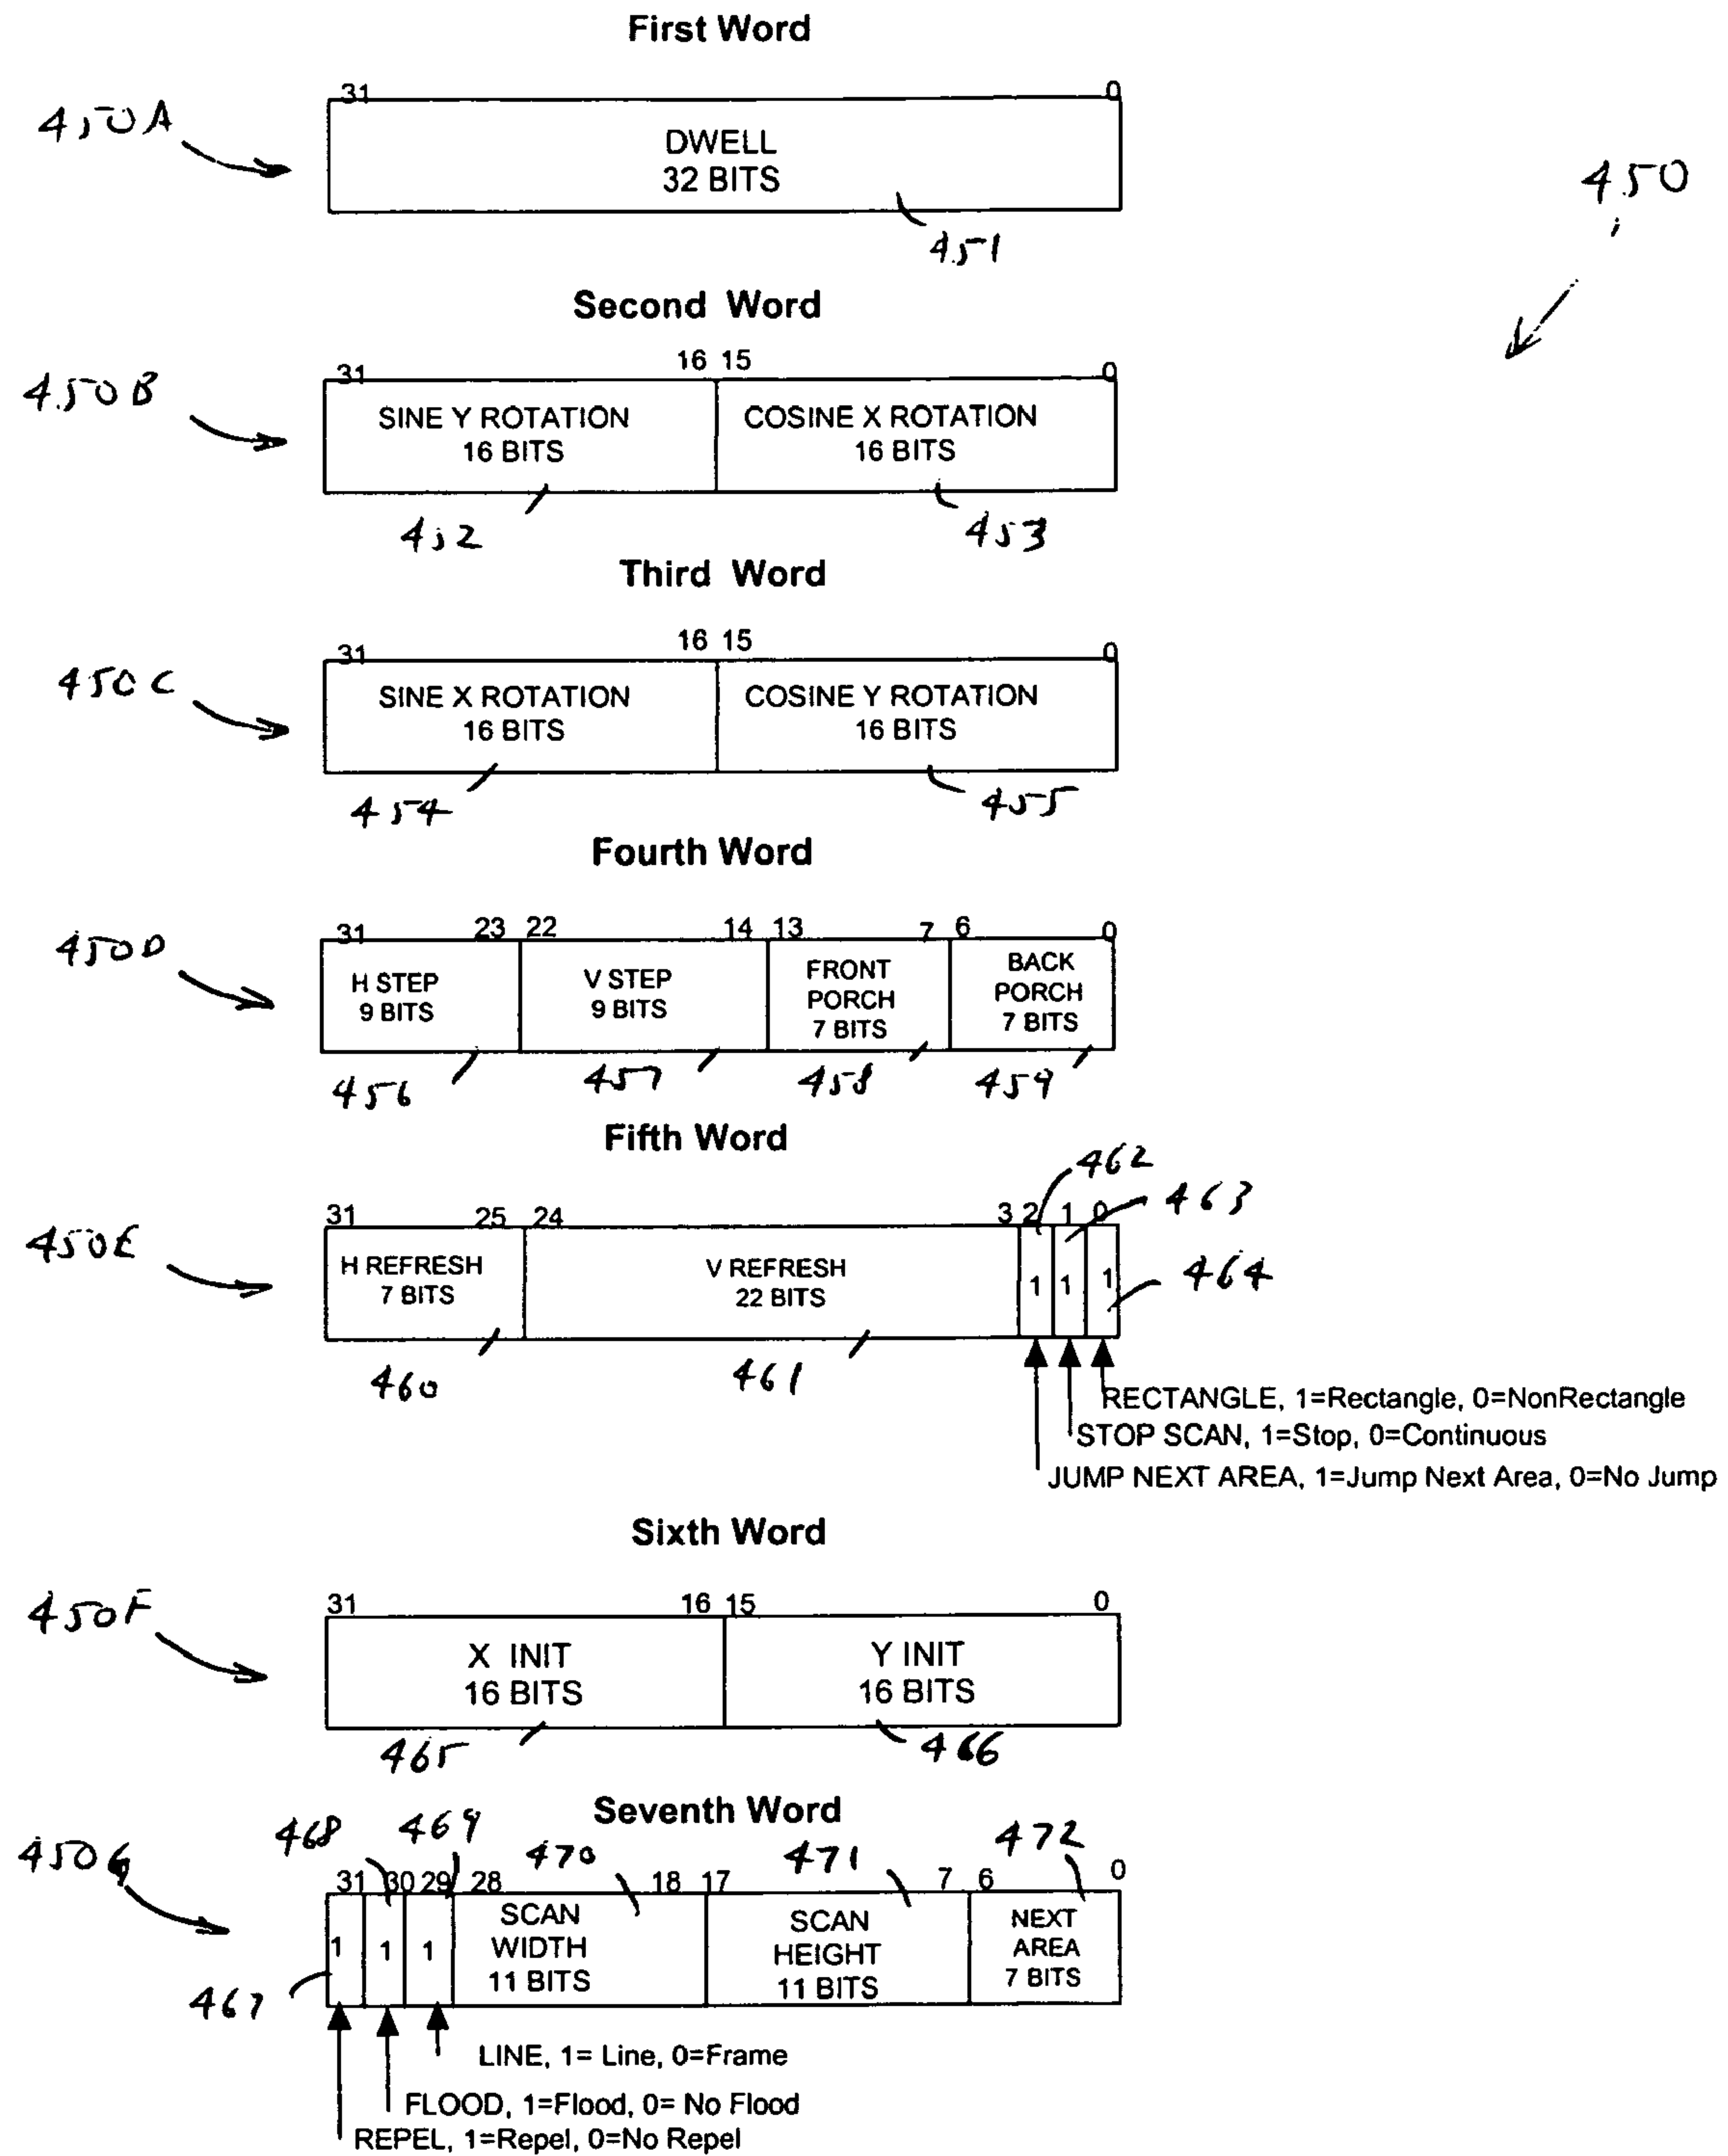 First Word
31 0
450A
DWELL
32 BITS
450
451
Second Word
31 16 15 0
450B
SINE Y ROTATION COSINE X ROTATION
16 BITS 16 BITS
452 453
Third Word
31 16 15 0
450C
SINE X ROTATION COSINE Y ROTATION
16 BITS 16 BITS
454 455
Fourth Word
31 23 22 14 13 7 6 0
450D
H STEP
9 BITS
V STEP
9 BITS
FRONT
PORCH
7 BITS
BACK
PORCH
7 BITS
456 457 458 459
Fifth Word
462
463
31 25 24 3 2 1 0
450E
H REFRESH
7 BITS
V REFRESH
22 BITS
1 1 1
464
460 461
RECTANGLE, 1=Rectangle, 0=NonRectangle
STOP SCAN, 1=Stop, 0=Continuous
JUMP NEXT AREA, 1=Jump Next Area, 0=No Jump
Sixth Word
31 16 15 0
450F
X INIT Y INIT
16 BITS 16 BITS
465 466
Seventh Word
468 469 470 471 472
450G
31 30 29 28 18 17 7 6 0
1 1 1
SCAN
WIDTH
11 BITS
SCAN
HEIGHT
11 BITS
NEXT
AREA
7 BITS
467
LINE, 1= Line, 0=Frame
FLOOD, 1=Flood, 0= No Flood
REPEL, 1=Repel, 0=No Repel